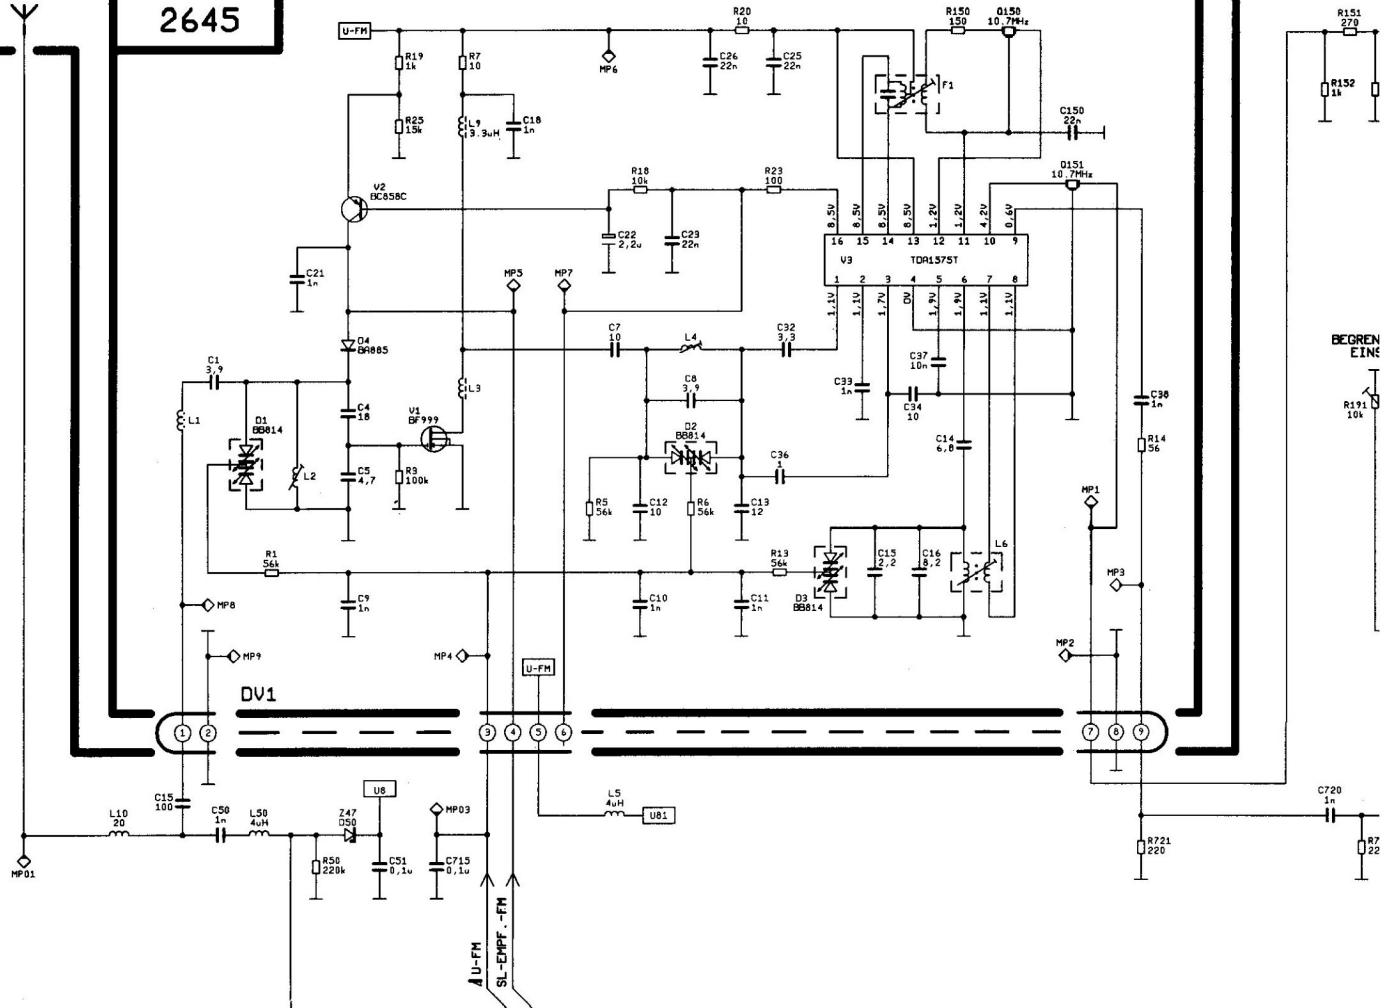 2645
U-FM
R19
1k
R7
10
MP6
R20
10
C26
22n
C25
22n
R150
150
Q150
10.7MHz
R151
270
R152
1k
R25
15k
L9
3.3uH
C18
1n
F1
C150
22n
V2
BC858C
R18
10k
R23
100
Q151
10.7MHz
C22
2,2u
C23
22n
8,5V
8,5V
8,5V
8,5V
1,2V
1,2V
4,2V
0,6V
16 15 14 13 12 11 10 9
V3
TDA1575T
1 2 3 4 5 6 7 8
1,1V
1,1V
1,7V
0V
1,9V
1,9V
1,1V
1,1V
C21
1n
MP5
MP7
D4
BA885
C7
10
L4
C32
3,3
BEGREN
EINS
C1
3,9
L1
D1
BB814
L2
C4
18
V1
BF999
L3
C8
3,9
C33
1n
C37
10n
C34
10
C38
1n
R191
10k
D2
BB814
C5
4,7
R3
100k
C36
1
C14
6,8
R14
56
R5
56k
C12
10
R6
56k
C13
12
MP1
R1
56k
R13
56k
D3
BB814
C15
2,2
C16
8,2
L6
MP3
C9
1n
C10
1n
C11
1n
MP8
MP9
MP4
U-FM
MP2
DV1
1 2 3 4 5 6 7 8 9
C15
100
L10
20
C50
1n
L50
4uH
Z47
D50
U8
MP03
L5
4uH
U81
C720
1n
MP01
R50
220k
C51
0,1u
C715
0,1u
R721
220
R7
22
U-FM
SL-EMPF.-FM